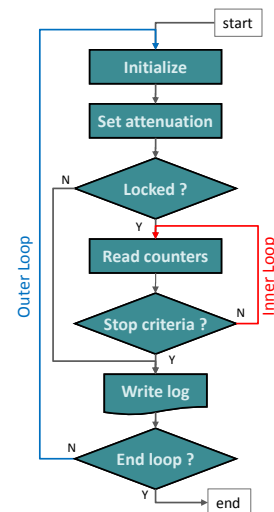 start
Initialize
Set attenuation
N
Locked ?
Y
Read counters
Outer Loop
Inner Loop
Stop criteria ?
N
Y
Write log
N
End loop ?
Y
end